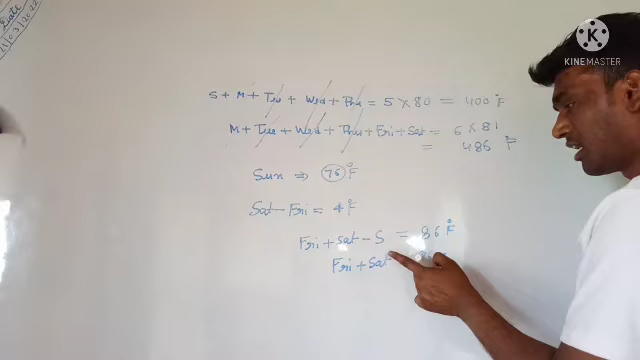 Date
KINEMASTER
S + M + Tue + Wed + Thu = 5 × 80 = 400°F
M + Tue + Wed + Thu + Fri + Sat = 6 × 81
= 486 °F
Sun ⇒ 76 °F
Sat - Fri = 4 °F
Fri + Sat - S = 86 °F
Fri + Sat